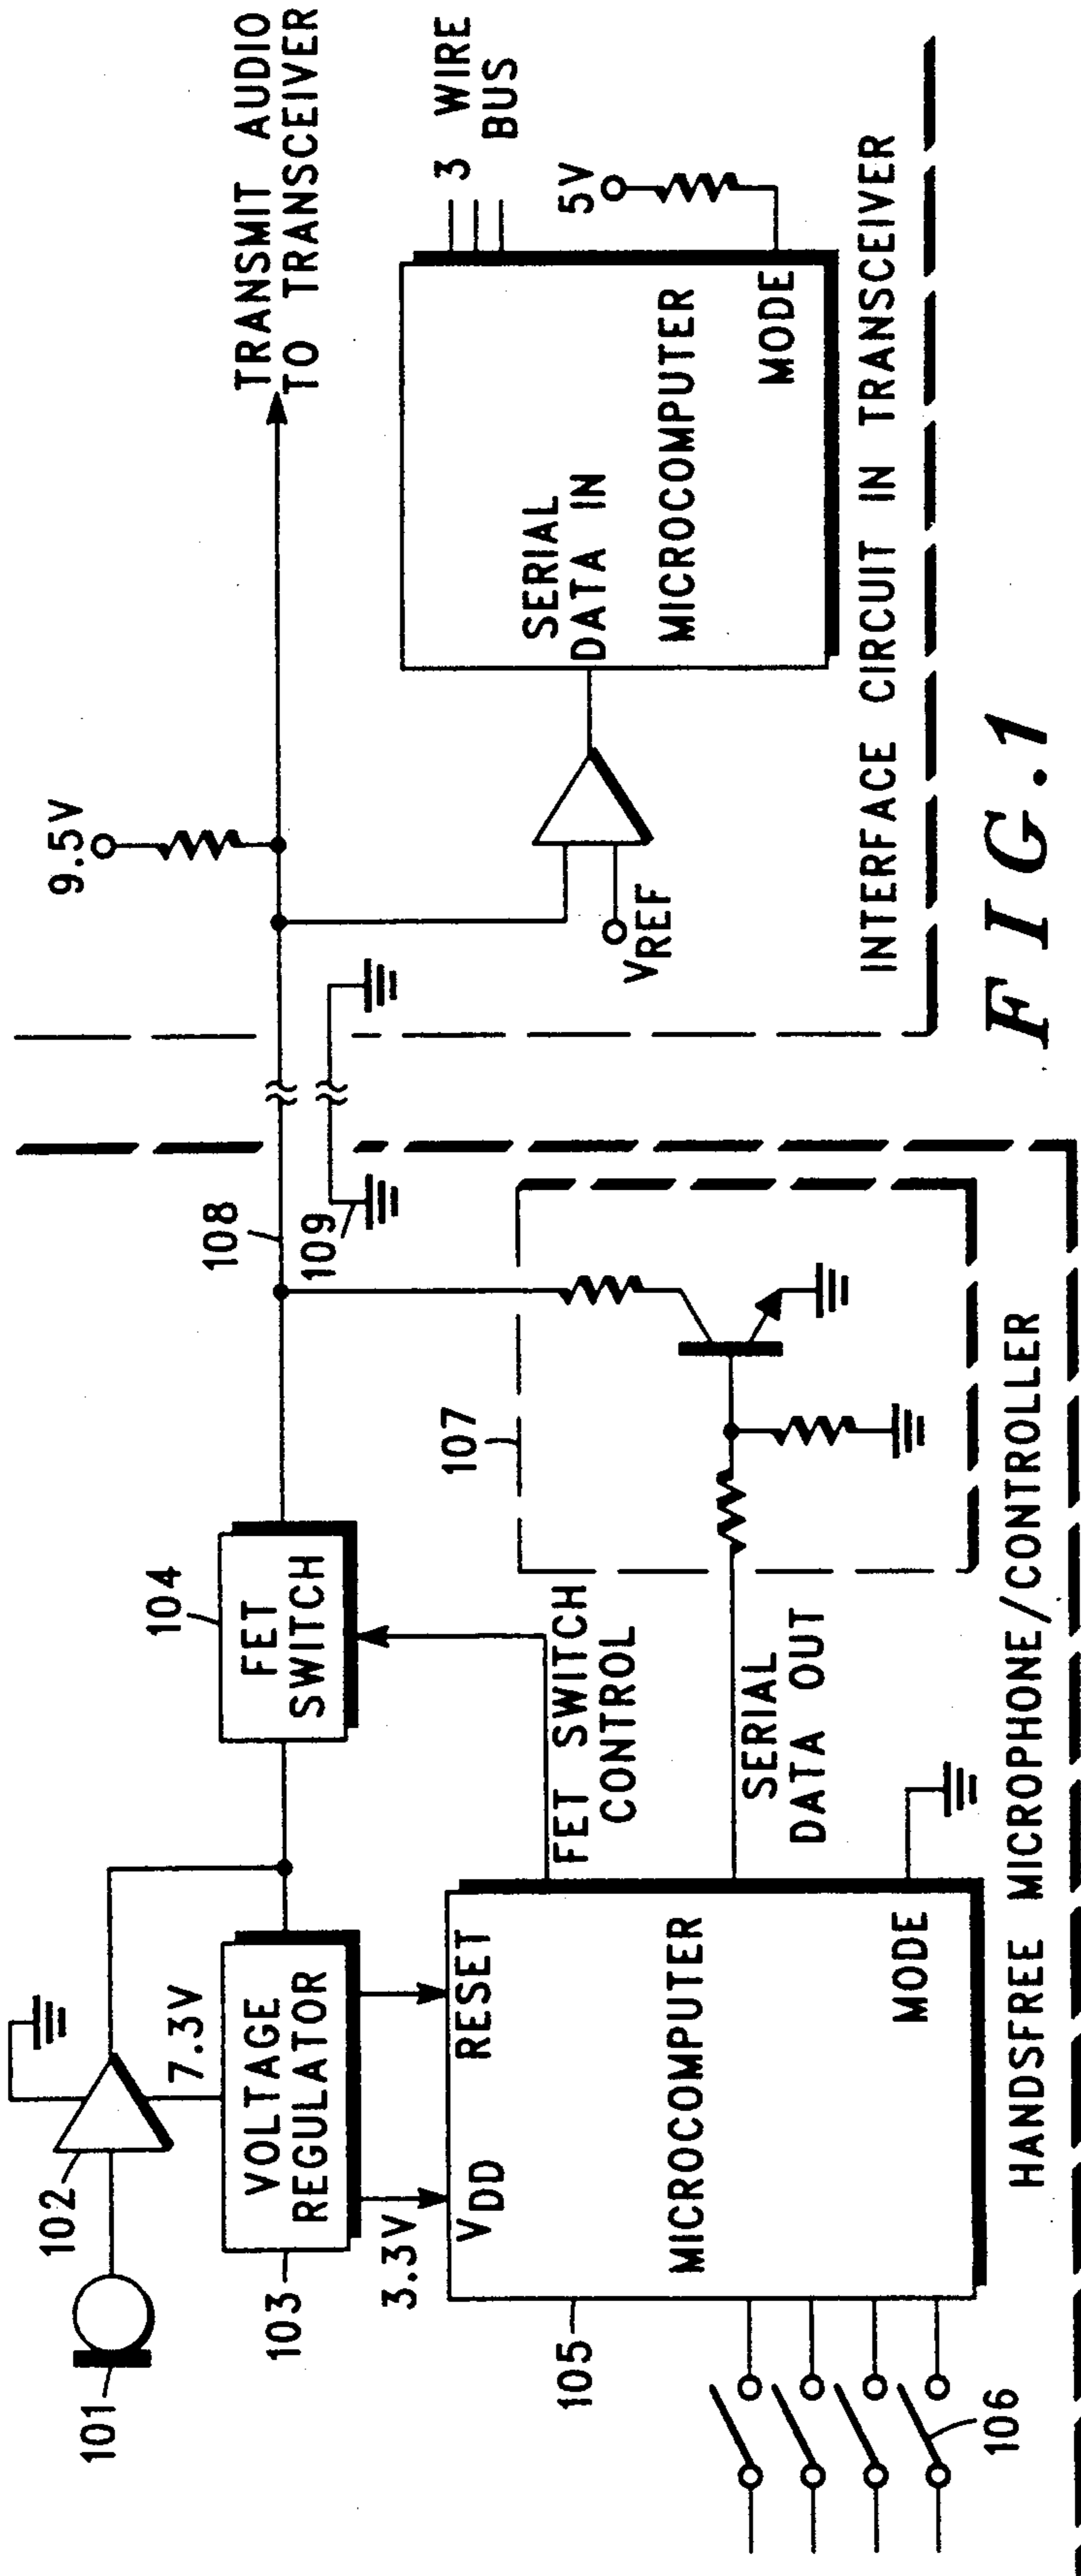 101
102
7.3V
103
VOLTAGE
REGULATOR
104
FET
SWITCH
108
109
9.5V
TRANSMIT AUDIO
TO TRANSCEIVER
3.3V
VDD
RESET
105
MICROCOMPUTER
MODE
106
FET SWITCH
CONTROL
SERIAL
DATA OUT
107
VREF
SERIAL
DATA IN
MICROCOMPUTER
MODE
3 WIRE
BUS
5V
HANDSFREE MICROPHONE/CONTROLLER
INTERFACE CIRCUIT IN TRANSCEIVER
FIG.1